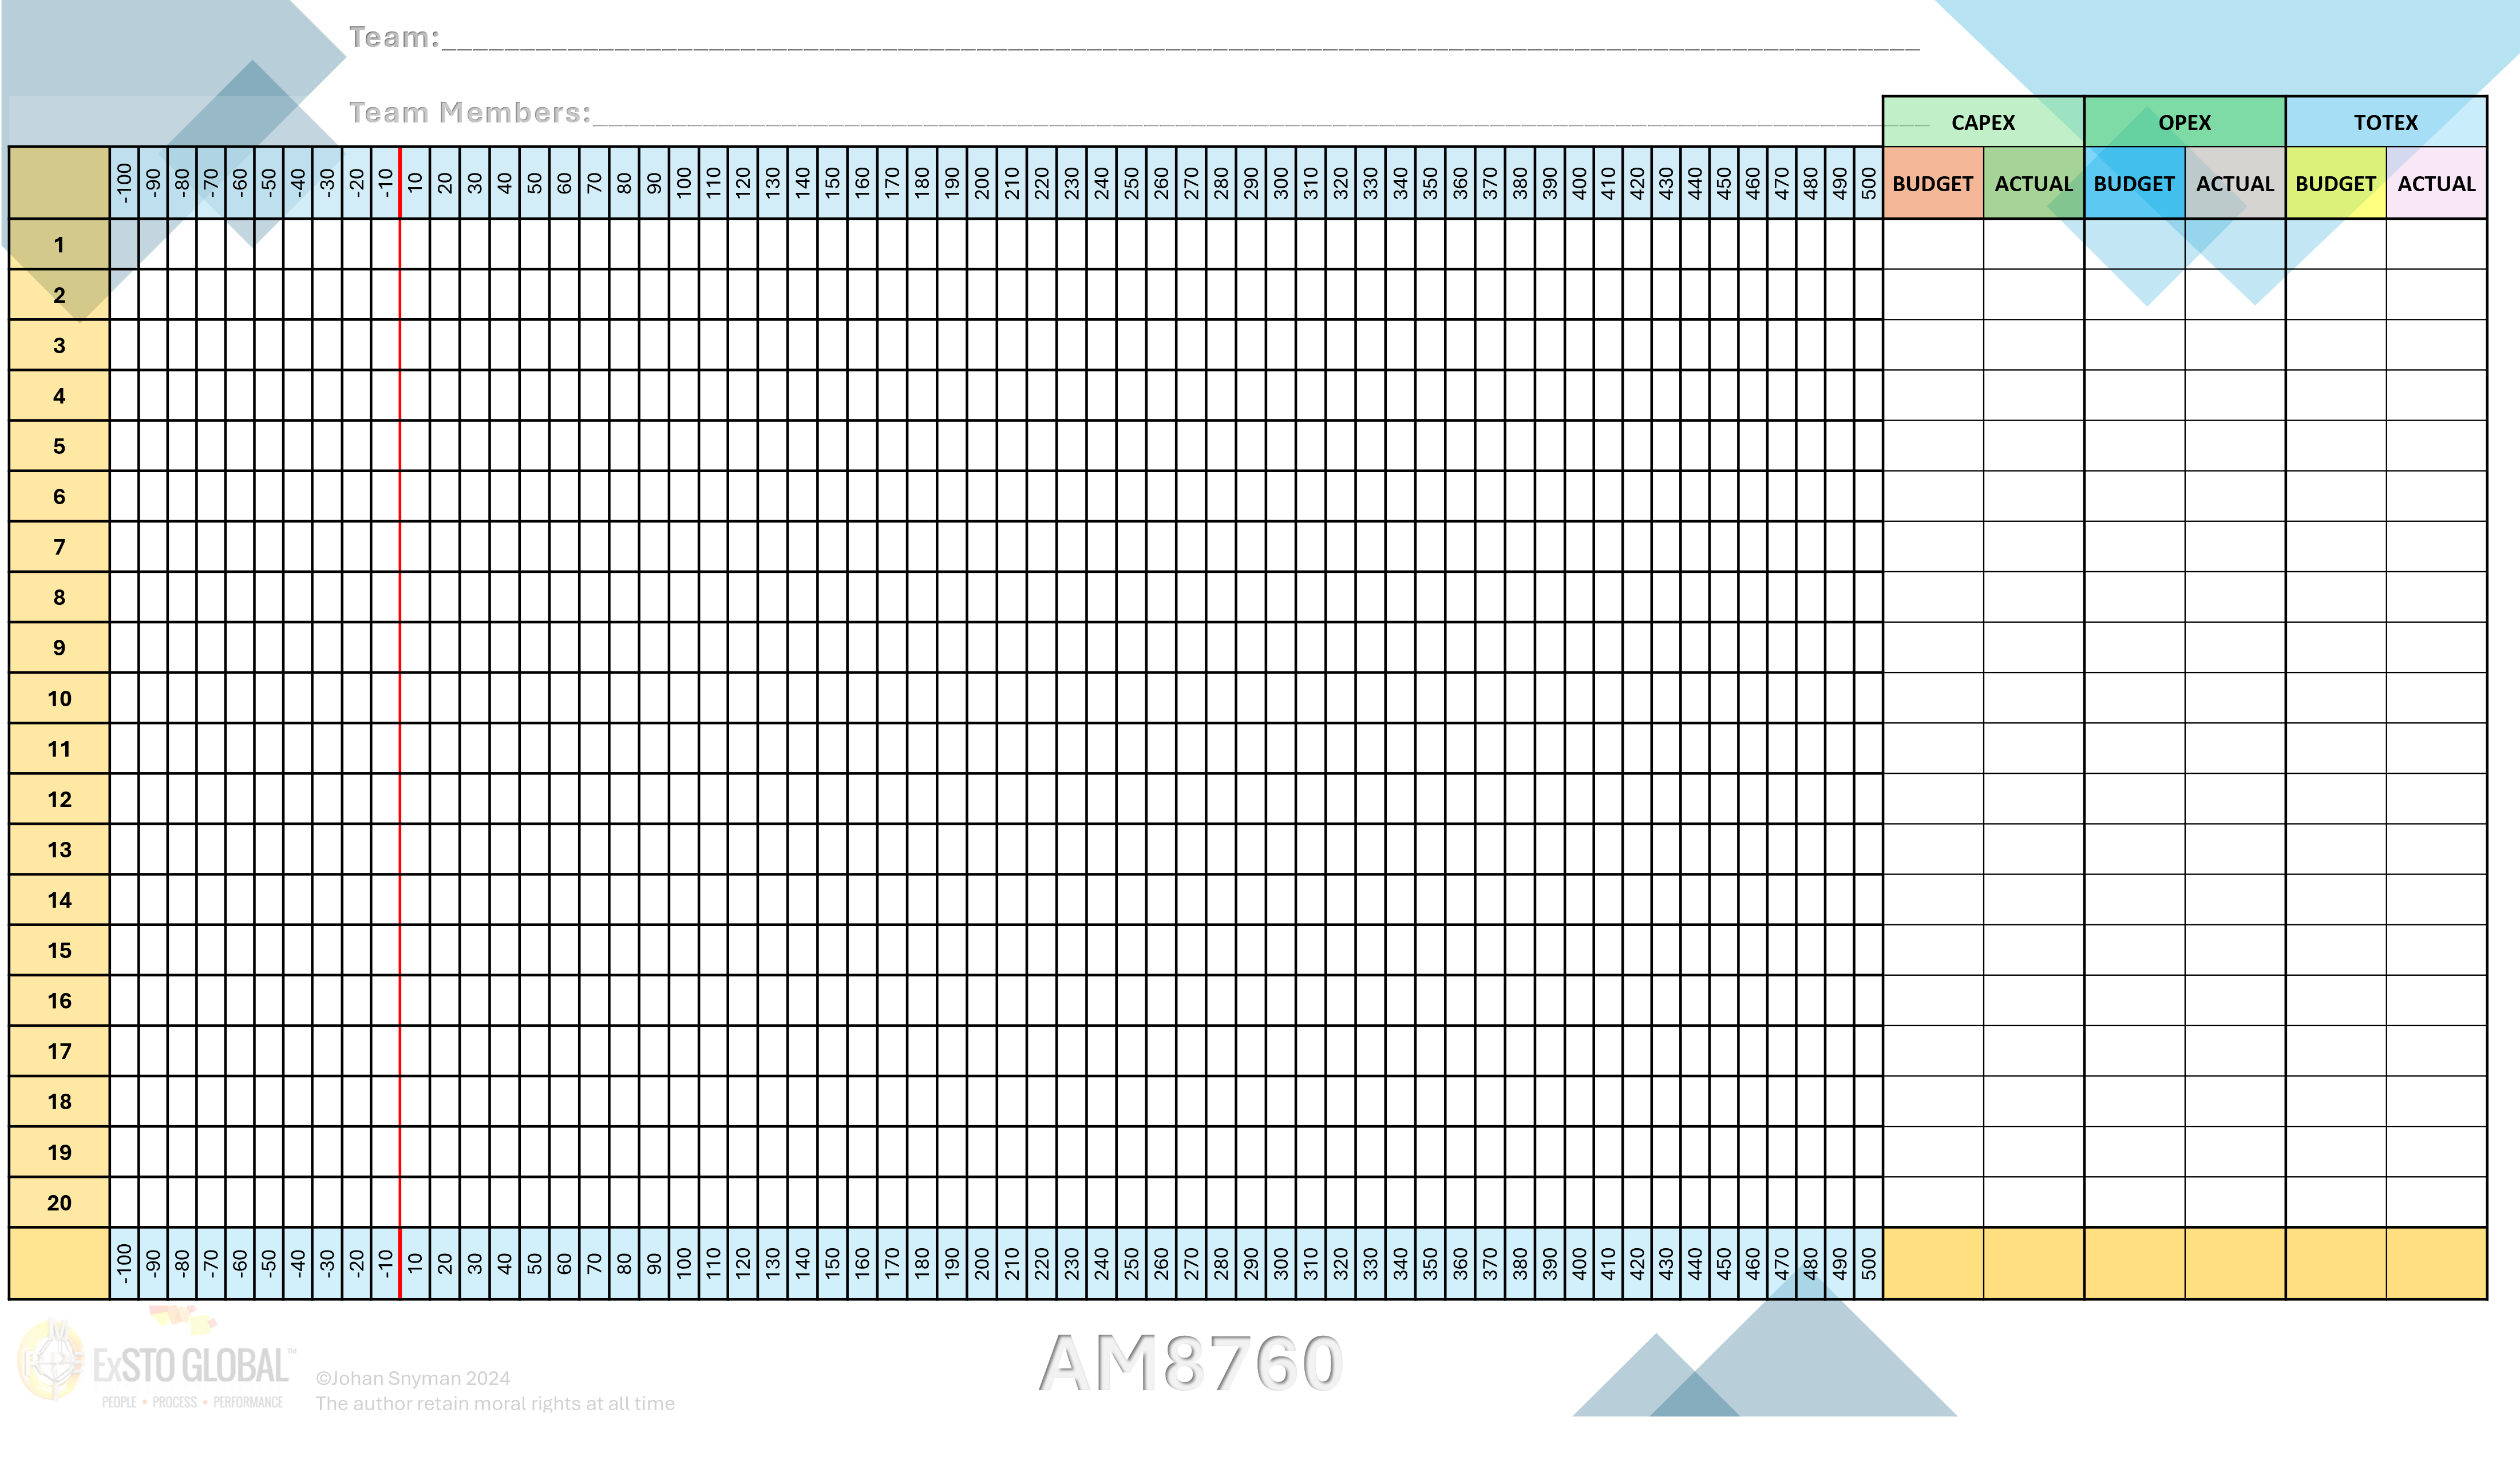 Team:____________________________________________________________
Team Members:____________________________________________________________
CAPEX OPEX TOTEX
-100 -90 -80 -70 -60 -50 -40 -30 -20 -10 10 20 30 40 50 60 70 80 90 100 110 120 130 140 150 160 170 180 190 200 210 220 230 240 250 260 270 280 290 300 310 320 330 340 350 360 370 380 390 400 410 420 430 440 450 460 470 480 490 500 BUDGET ACTUAL BUDGET ACTUAL BUDGET ACTUAL
1
2
3
4
5
6
7
8
9
10
11
12
13
14
15
16
17
18
19
20
-100 -90 -80 -70 -60 -50 -40 -30 -20 -10 10 20 30 40 50 60 70 80 90 100 110 120 130 140 150 160 170 180 190 200 210 220 230 240 250 260 270 280 290 300 310 320 330 340 350 360 370 380 390 400 410 420 430 440 450 460 470 480 490 500
ExSTO GLOBAL™
PEOPLE • PROCESS • PERFORMANCE
©Johan Snyman 2024
The author retain moral rights at all time
AM8760